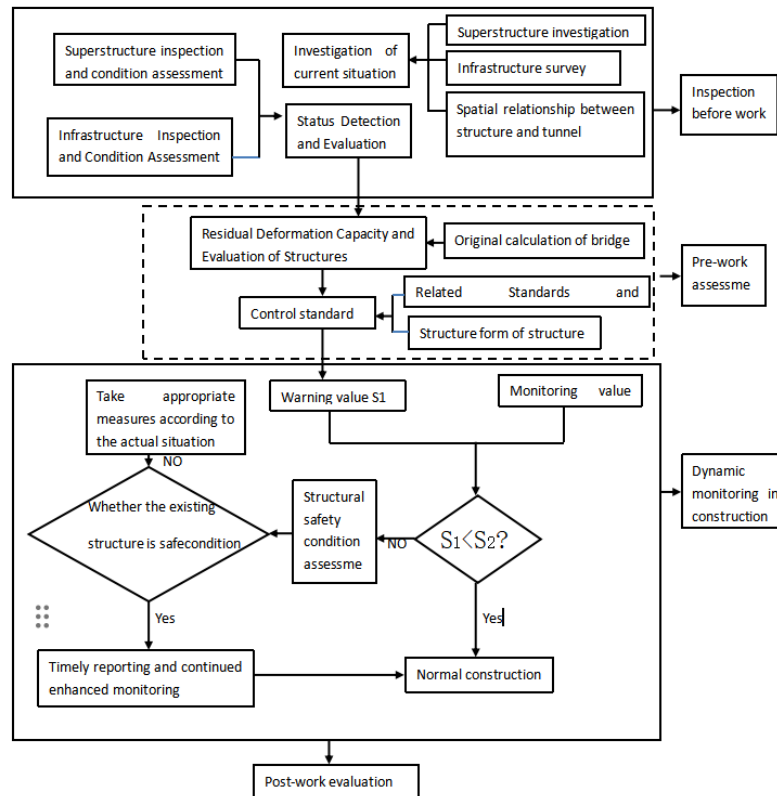 Superstructure inspection
and condition assessment
Infrastructure Inspection
and Condition Assessment
Investigation of
current situation
Superstructure investigation
Infrastructure survey
Spatial relationship between
structure and tunnel
Status Detection
and Evaluation
Inspection
before work
Residual Deformation Capacity and
Evaluation of Structures
Original calculation of bridge
Related Standards and
Control standard
Structure form of structure
Pre-work
assessme
Take appropriate
measures according to
the actual situation
Warning value S1
Monitoring value
NO
Whether the existing
structure is safecondition
Structural
safety
condition
assessme
NO
S1<S2?
Dynamic
monitoring in
construction
Yes
Yes
Timely reporting and continued
enhanced monitoring
Normal construction
Post-work evaluation